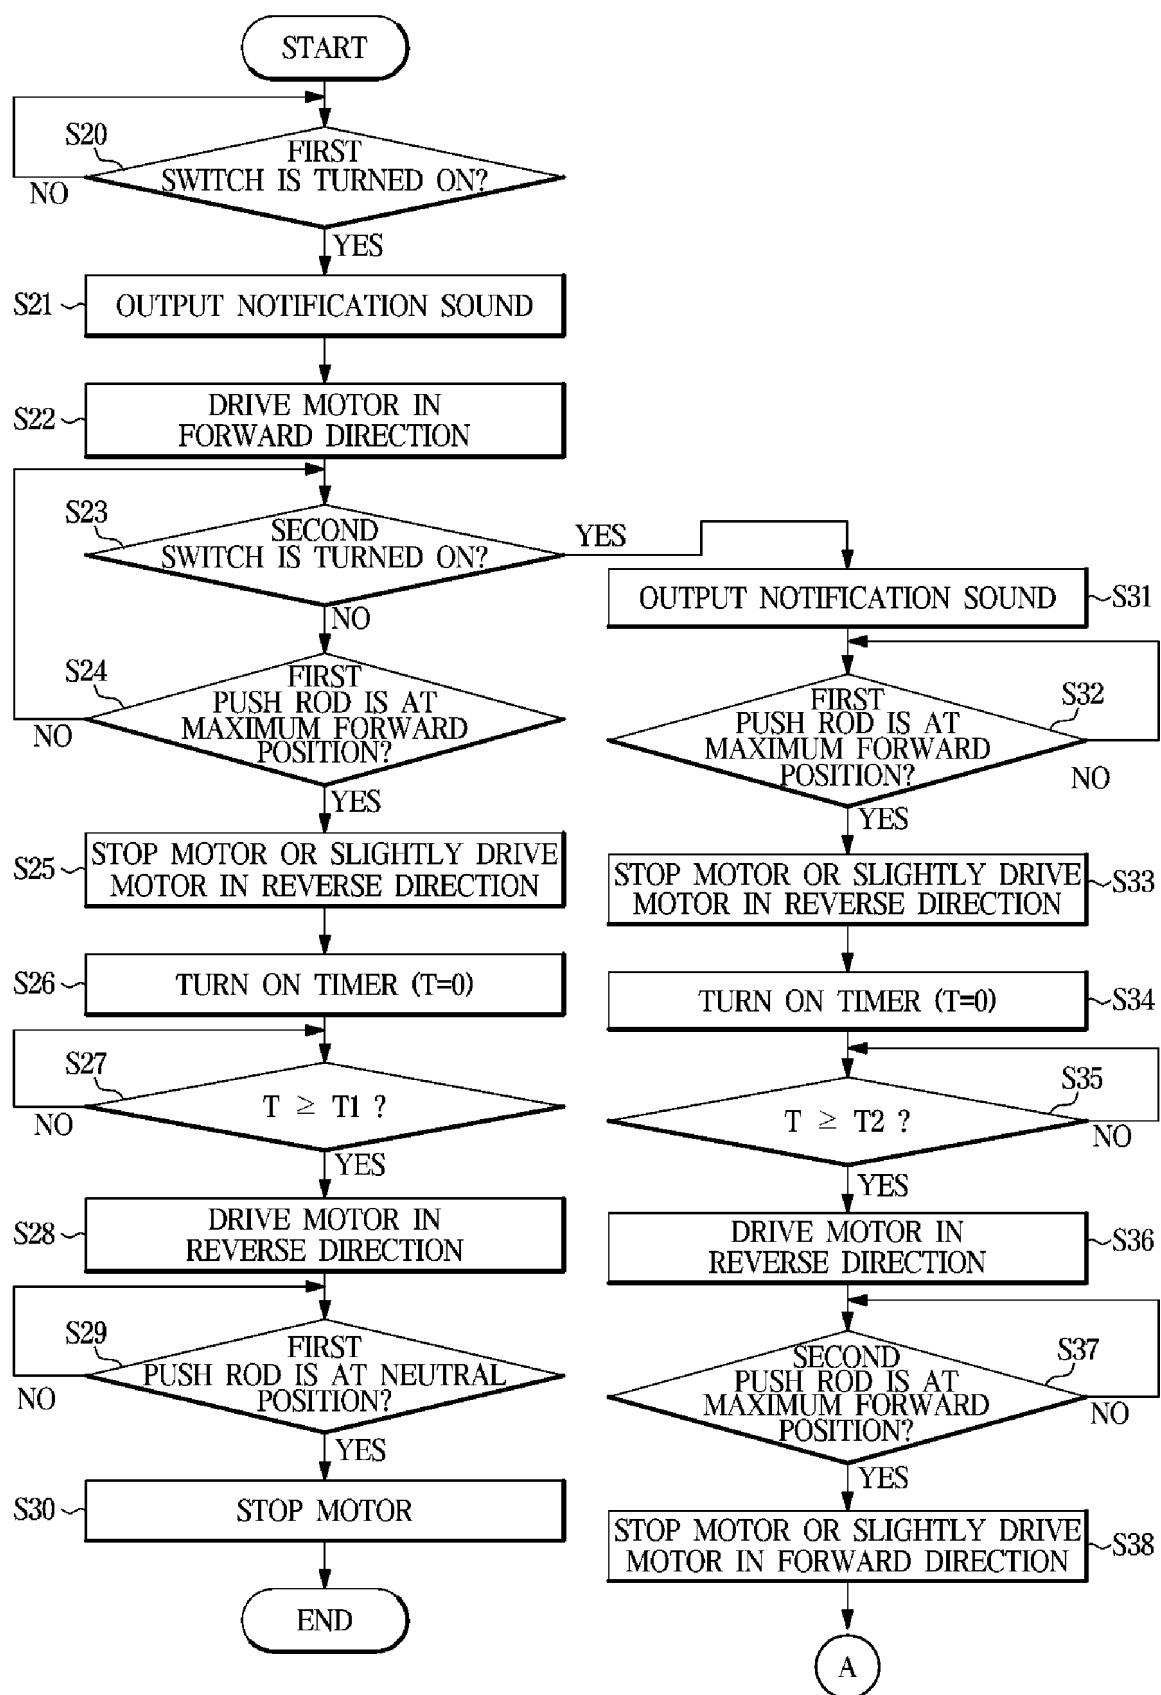 START
S20
FIRST
SWITCH IS TURNED ON?
NO
YES
S21
OUTPUT NOTIFICATION SOUND
S22
DRIVE MOTOR IN
FORWARD DIRECTION
S23
SECOND
SWITCH IS TURNED ON?
YES
NO
S24
FIRST
PUSH ROD IS AT
MAXIMUM FORWARD
POSITION?
NO
YES
S25
STOP MOTOR OR SLIGHTLY DRIVE
MOTOR IN REVERSE DIRECTION
S26
TURN ON TIMER (T=0)
S27
T ≥ T1 ?
NO
YES
S28
DRIVE MOTOR IN
REVERSE DIRECTION
S29
FIRST
PUSH ROD IS AT NEUTRAL
POSITION?
NO
YES
S30
STOP MOTOR
END
OUTPUT NOTIFICATION SOUND
S31
S32
FIRST
PUSH ROD IS AT
MAXIMUM FORWARD
POSITION?
NO
YES
STOP MOTOR OR SLIGHTLY DRIVE
MOTOR IN REVERSE DIRECTION
S33
TURN ON TIMER (T=0)
S34
S35
T ≥ T2 ?
NO
YES
DRIVE MOTOR IN
REVERSE DIRECTION
S36
S37
SECOND
PUSH ROD IS AT
MAXIMUM FORWARD
POSITION?
NO
YES
STOP MOTOR OR SLIGHTLY DRIVE
MOTOR IN FORWARD DIRECTION
S38
A